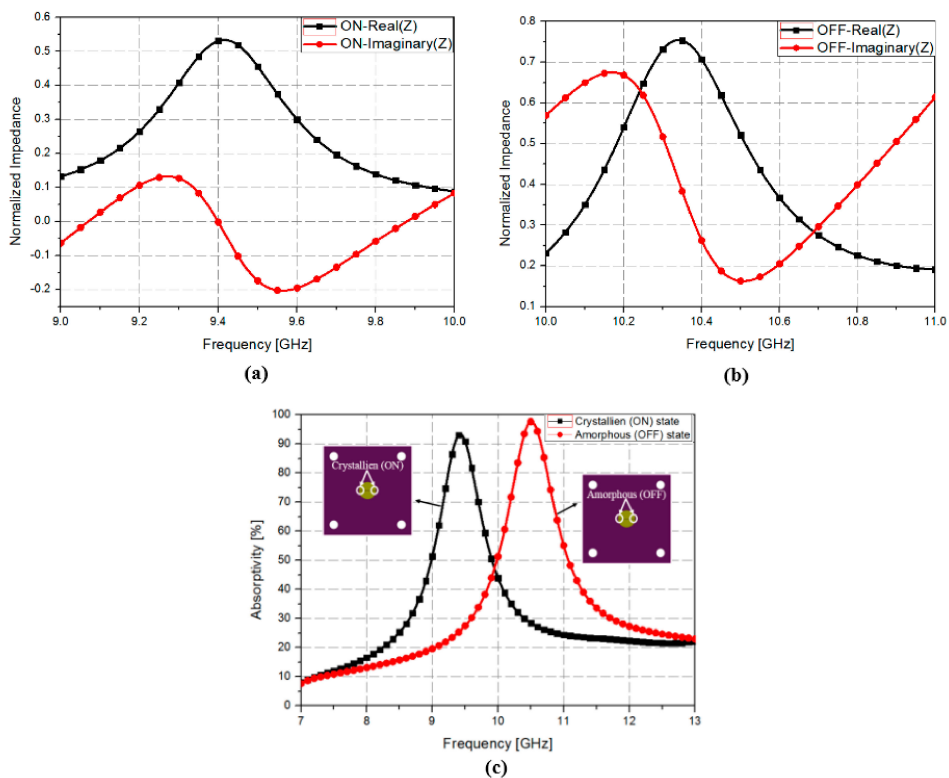 ON-Real(Z)
ON-Imaginary(Z)
Normalized Impedance
0.6
0.5
0.4
0.3
0.2
0.1
0.0
-0.1
-0.2
9.0 9.2 9.4 9.6 9.8 10.0
Frequency [GHz]
(a)
OFF-Real(Z)
OFF-Imaginary(Z)
Normalized Impedance
0.8
0.7
0.6
0.5
0.4
0.3
0.2
0.1
10.0 10.2 10.4 10.6 10.8 11.0
Frequency [GHz]
(b)
Crystallien (ON) state
Amorphous (OFF) state
Crystallien (ON)
Amorphous (OFF)
Absorptivity [%]
100
90
80
70
60
50
40
30
20
10
0
7 8 9 10 11 12 13
Frequency [GHz]
(c)